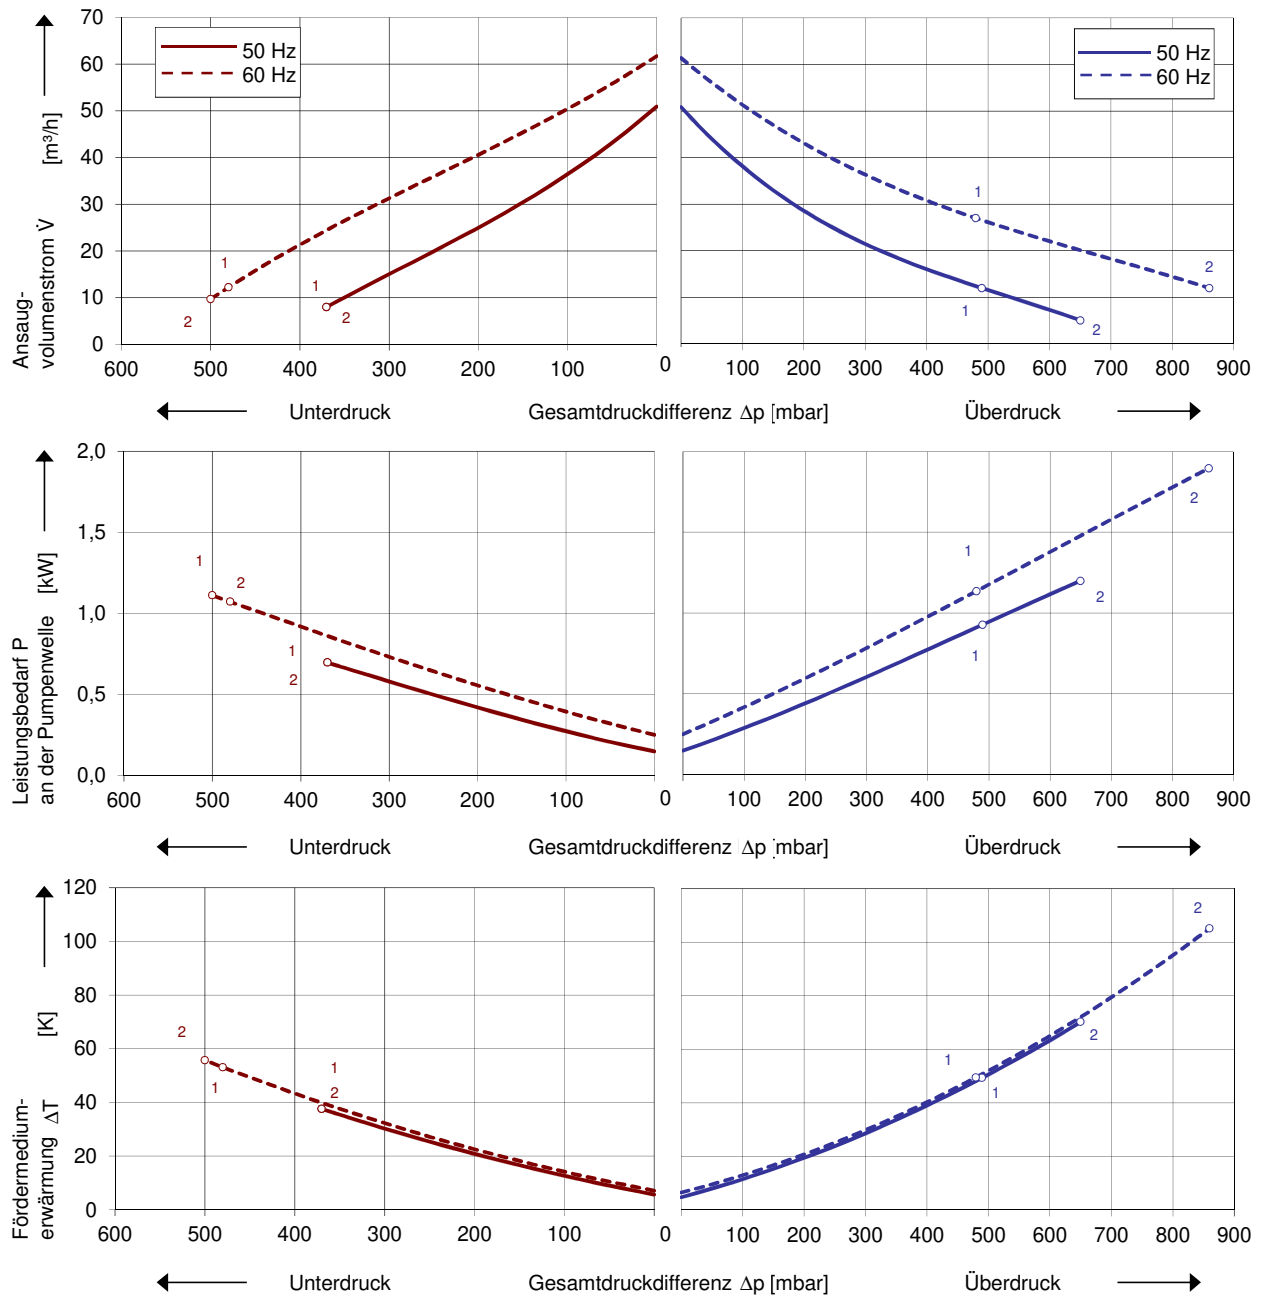 70
60
50
40
30
20
10
0
[m³/h]
Ansaug-
volumenstrom V̇
50 Hz
60 Hz
50 Hz
60 Hz
1
2
1
2
1
2
1
2
600 500 400 300 200 100 0 100 200 300 400 500 600 700 800 900
Unterdruck Gesamtdruckdifferenz Δp [mbar] Überdruck
2,0
1,5
1,0
0,5
0,0
[kW]
Leistungsbedarf P
an der Pumpenwelle
1
2
1
2
1
2
1
2
600 500 400 300 200 100 0 100 200 300 400 500 600 700 800 900
Unterdruck Gesamtdruckdifferenz Δp [mbar] Überdruck
120
100
80
60
40
20
0
[K]
Fördermedium-
erwärmung ΔT
2
1
1
2
1
1
2
2
600 500 400 300 200 100 0 100 200 300 400 500 600 700 800 900
Unterdruck Gesamtdruckdifferenz Δp [mbar] Überdruck